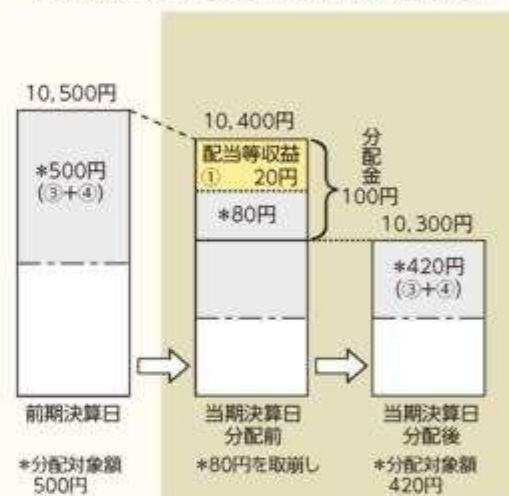 10,500円
*500円
(③+④)
前期決算日
*分配対象額
500円
10,400円
配当等収益
① 20円
*80円
分配金
100円
当期決算日
分配前
*80円を取崩し
10,300円
*420円
(③+④)
当期決算日
分配後
*分配対象額
420円